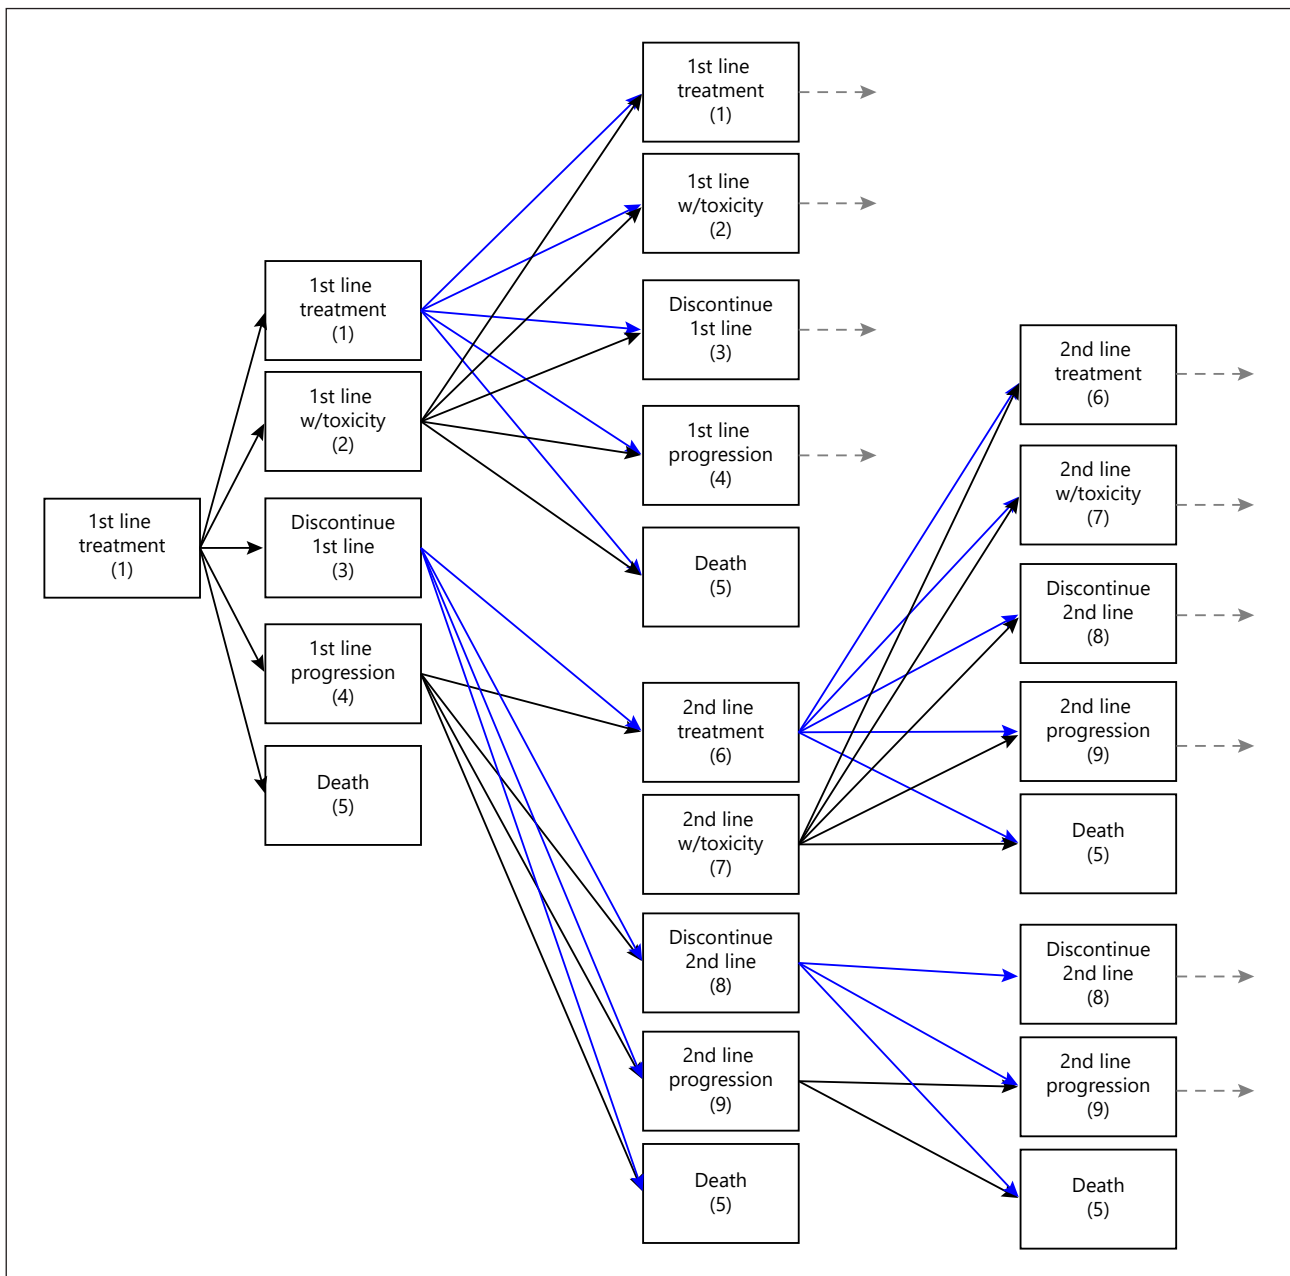 1st line
treatment
(1)
1st line
treatment
(1)
1st line
w/toxicity
(2)
Discontinue
1st line
(3)
1st line
progression
(4)
Death
(5)
1st line
treatment
(1)
1st line
w/toxicity
(2)
Discontinue
1st line
(3)
1st line
progression
(4)
Death
(5)
2nd line
treatment
(6)
2nd line
w/toxicity
(7)
Discontinue
2nd line
(8)
2nd line
progression
(9)
Death
(5)
2nd line
treatment
(6)
2nd line
w/toxicity
(7)
Discontinue
2nd line
(8)
2nd line
progression
(9)
Death
(5)
Discontinue
2nd line
(8)
2nd line
progression
(9)
Death
(5)